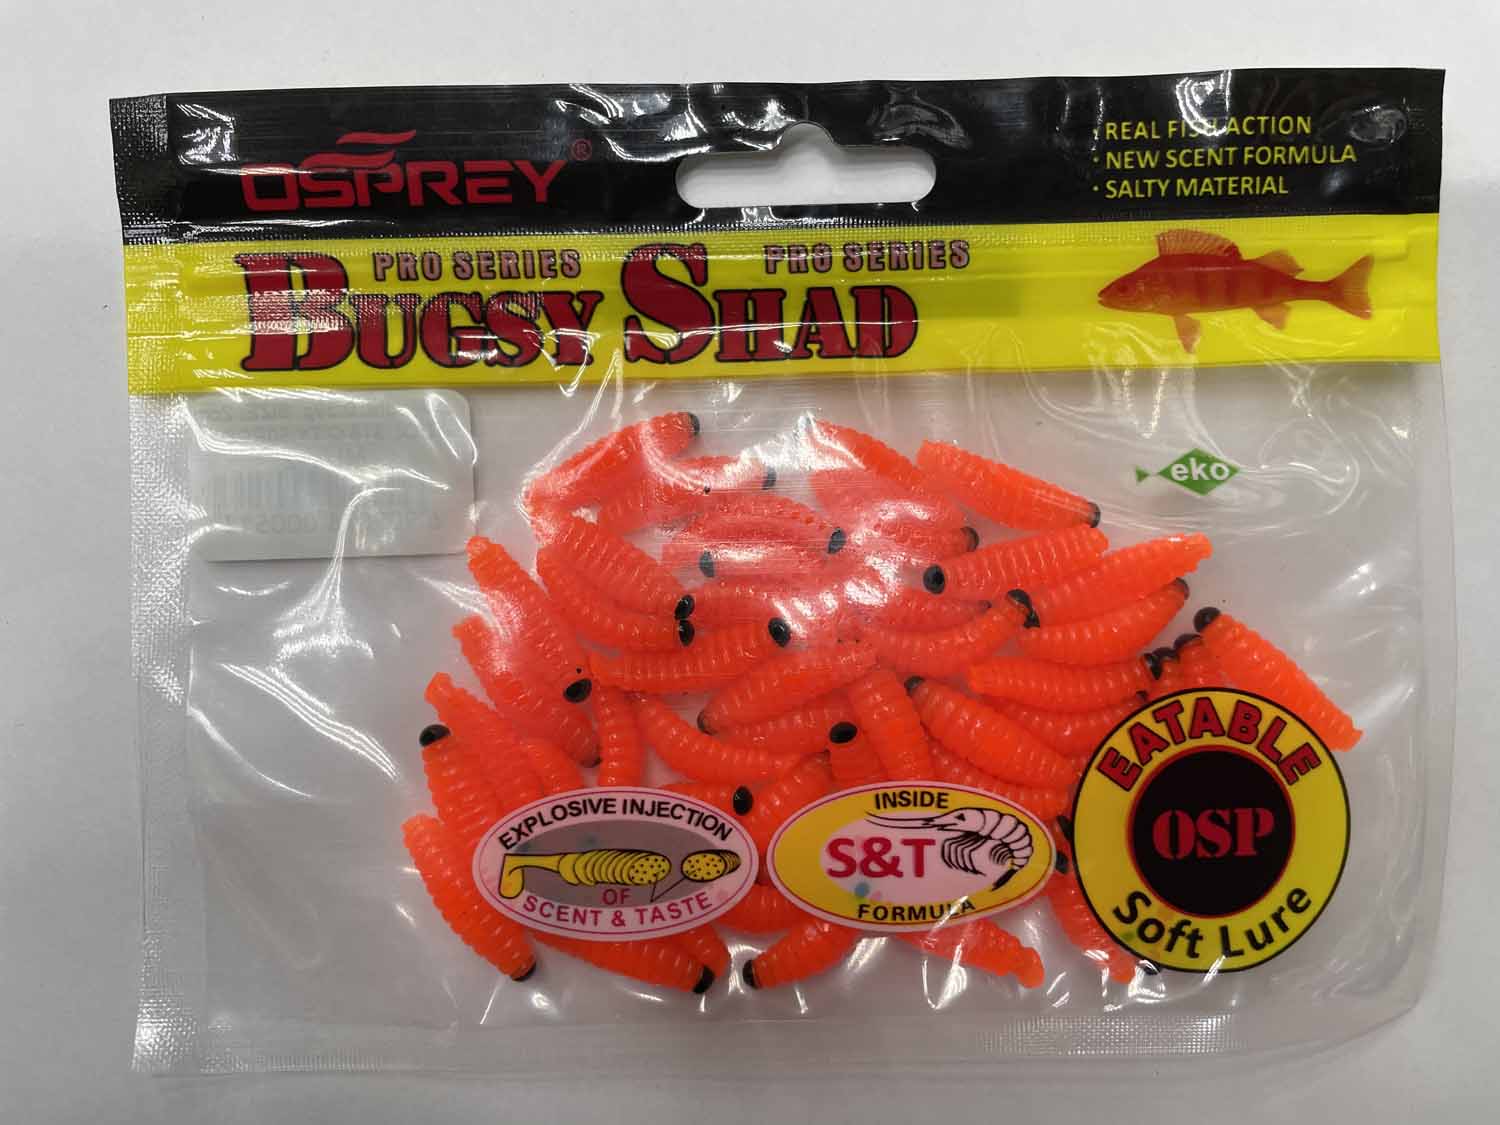 OSPREY®
· REAL FISH ACTION
· NEW SCENT FORMULA
· SALTY MATERIAL
PRO SERIES PRO SERIES
BUGSY SHAD
eko
EXPLOSIVE INJECTION
OF
SCENT & TASTE
INSIDE
S&T
FORMULA
EATABLE
OSP
Soft Lure